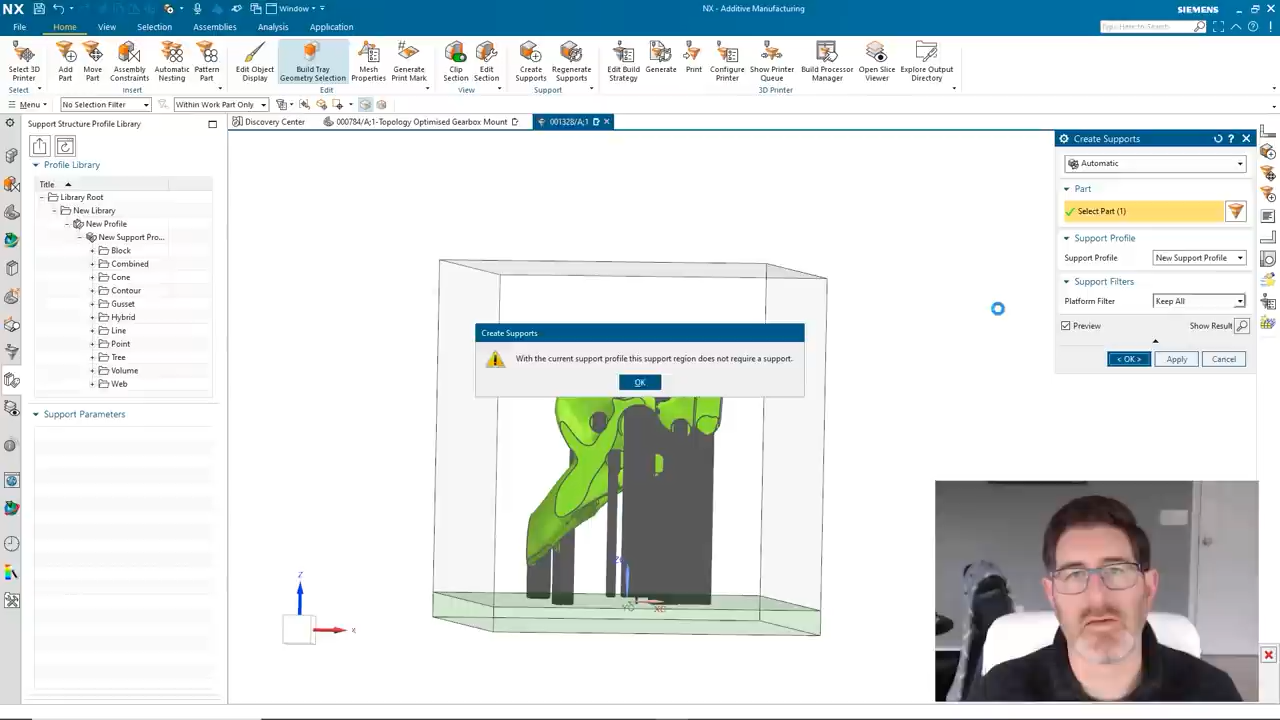 NX
Window
NX - Additive Manufacturing
SIEMENS
File
Home
View
Selection
Assemblies
Analysis
Application
Select 3D Printer
Add Part
Move Part
Assembly Constraints
Automatic Nesting
Pattern Part
Edit Object Display
Build Tray Geometry Selection
Mesh Properties
Generate Print Mark
Clip Section
Edit Section
Create Supports
Regenerate Supports
Edit Build Strategy
Generate
Print
Configure Printer
Show Printer Queue
Build Processor Manager
Open Slice Viewer
Explore Output Directory
Select
Insert
Edit
View
Support
3D Printer
Menu
No Selection Filter
Within Work Part Only
Support Structure Profile Library
Discovery Center
000784/A;1-Topology Optimised Gearbox Mount
001328/A;1
Profile Library
Title
Library Root
New Library
New Profile
New Support Pro...
Block
Combined
Cone
Contour
Gusset
Hybrid
Line
Point
Tree
Volume
Web
Support Parameters
Create Supports
With the current support profile this support region does not require a support.
OK
Z
X
Create Supports
Automatic
Part
Select Part (1)
Support Profile
Support Profile
New Support Profile
Support Filters
Platform Filter
Keep All
Preview
Show Result
< OK >
Apply
Cancel